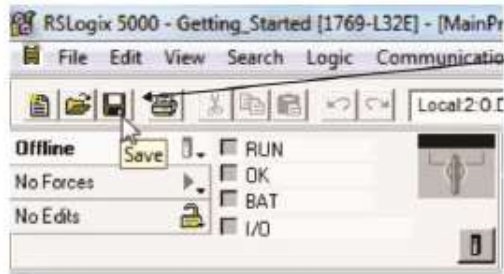 RSLogix 5000 - Getting_Started [1769-L32E] - [MainPr
File Edit View Search Logic Communicatio
Local:2:0.D
Offline
Save
RUN
No Forces
OK
BAT
No Edits
I/O